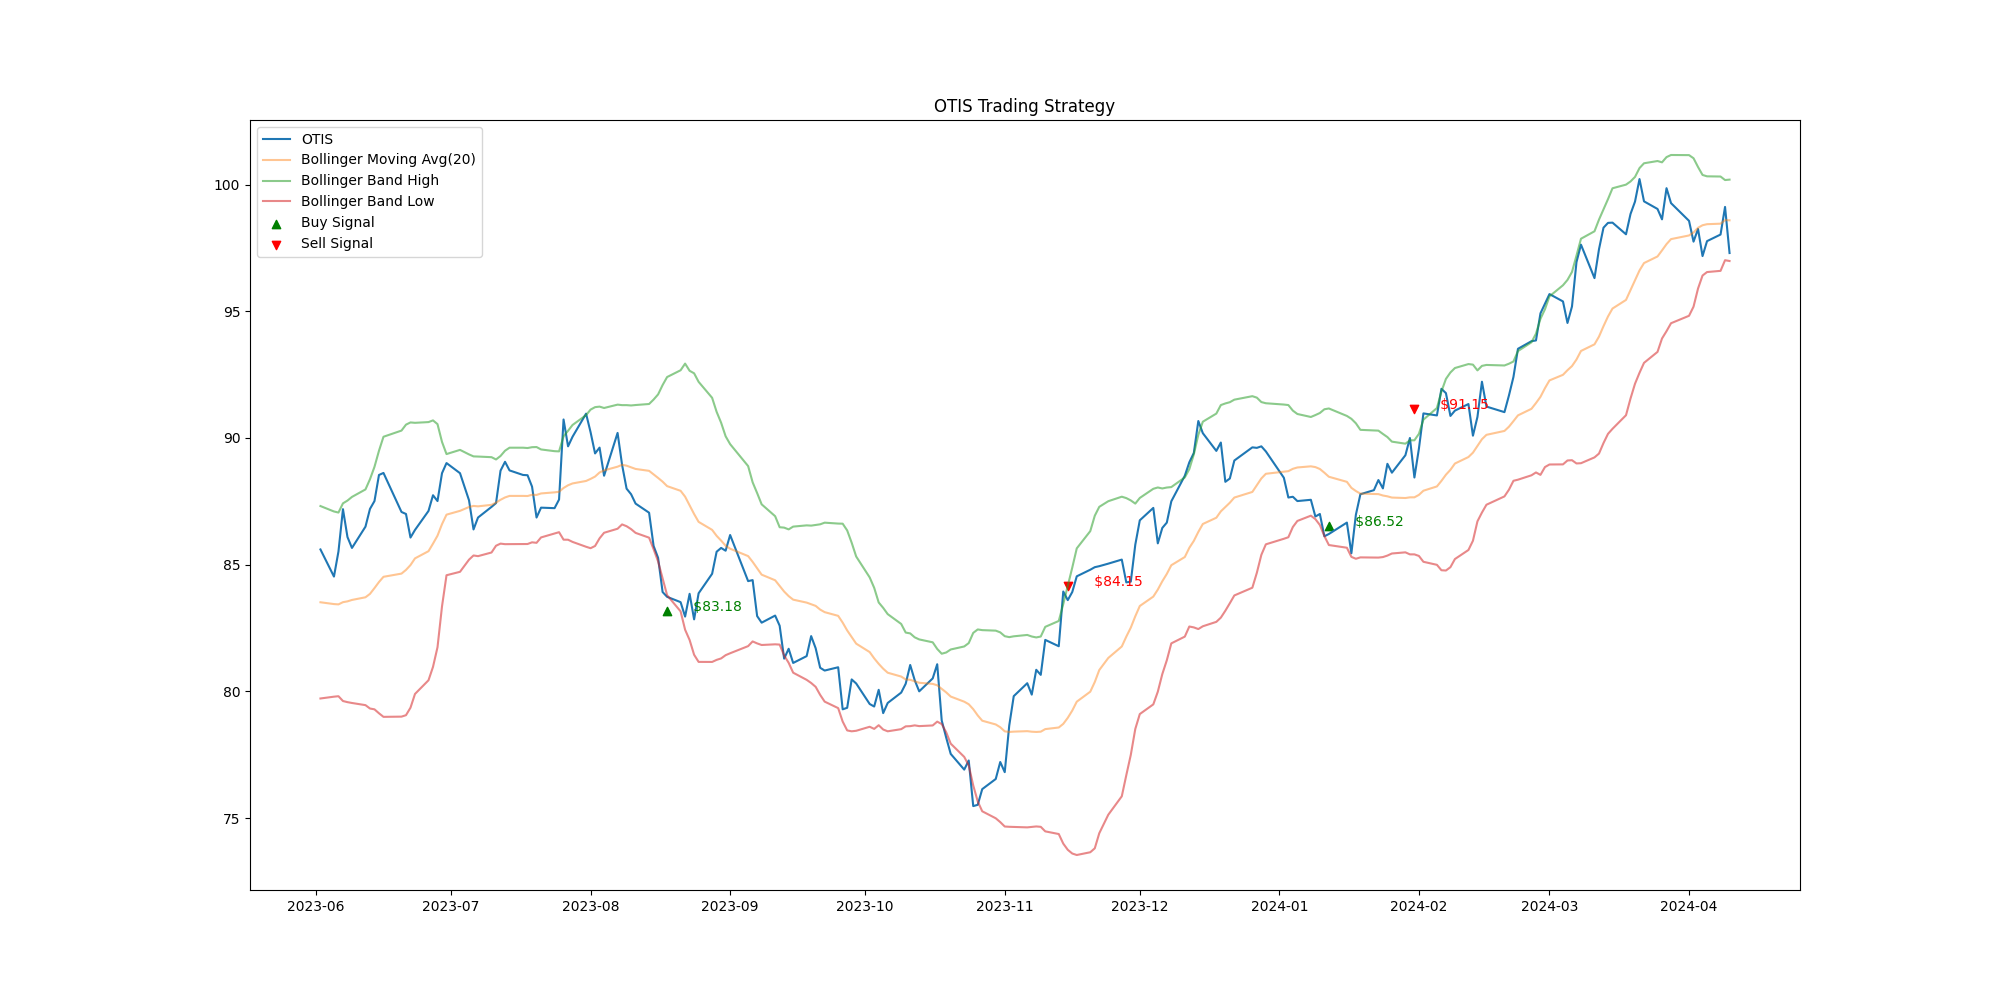 OTIS Trading Strategy
OTIS
Bollinger Moving Avg(20)
Bollinger Band High
Bollinger Band Low
Buy Signal
Sell Signal
100
95
90
85
80
75
$91.15
$86.52
$84.15
$83.18
2023-06 2023-07 2023-08 2023-09 2023-10 2023-11 2023-12 2024-01 2024-02 2024-03 2024-04